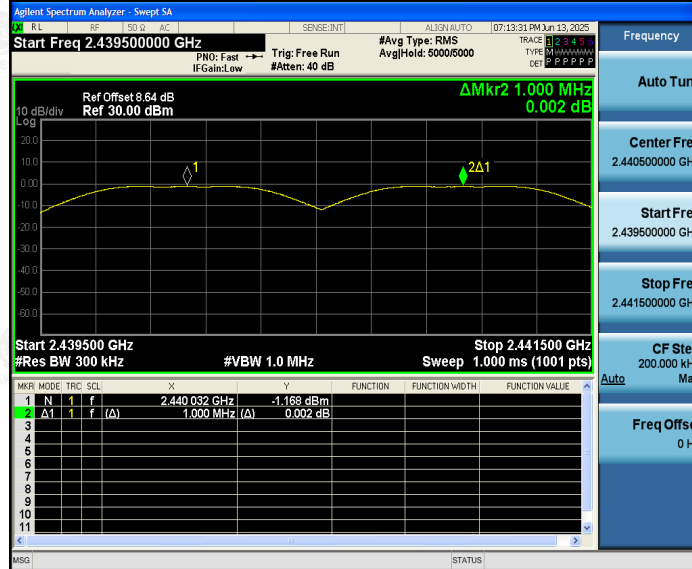 Agilent Spectrum Analyzer - Swept SA
LXI RL RF 50 Ω AC SENSE:INT ALIGN AUTO 07:13:31 PM Jun 13, 2025
Start Freq 2.439500000 GHz
PNO: Fast
IFGain:Low
Trig: Free Run
#Atten: 40 dB
#Avg Type: RMS
Avg|Hold: 5000/5000
TRACE 1 2 3 4 5 6
TYPE M W W W W W
DET P P P P P P
Ref Offset 8.64 dB
10 dB/div Ref 30.00 dBm
Log
ΔMkr2 1.000 MHz
0.002 dB
20.0
10.0
0.00
-10.0
-20.0
-30.0
-40.0
-50.0
-60.0
1
2Δ1
Start 2.439500 GHz Stop 2.441500 GHz
#Res BW 300 kHz #VBW 1.0 MHz Sweep 1.000 ms (1001 pts)
MKR MODE TRC SCL X Y FUNCTION FUNCTION WIDTH FUNCTION VALUE
1 N 1 f 2.440 032 GHz -1.168 dBm
2 Δ1 1 f (Δ) 1.000 MHz (Δ) 0.002 dB
3
4
5
6
7
8
9
10
11
MSG STATUS
Frequency
Auto Tun
Center Fre
2.440500000 GH
Start Fre
2.439500000 GH
Stop Fre
2.441500000 GH
CF Ste
200.000 kH
Auto Ma
Freq Offse
0 H